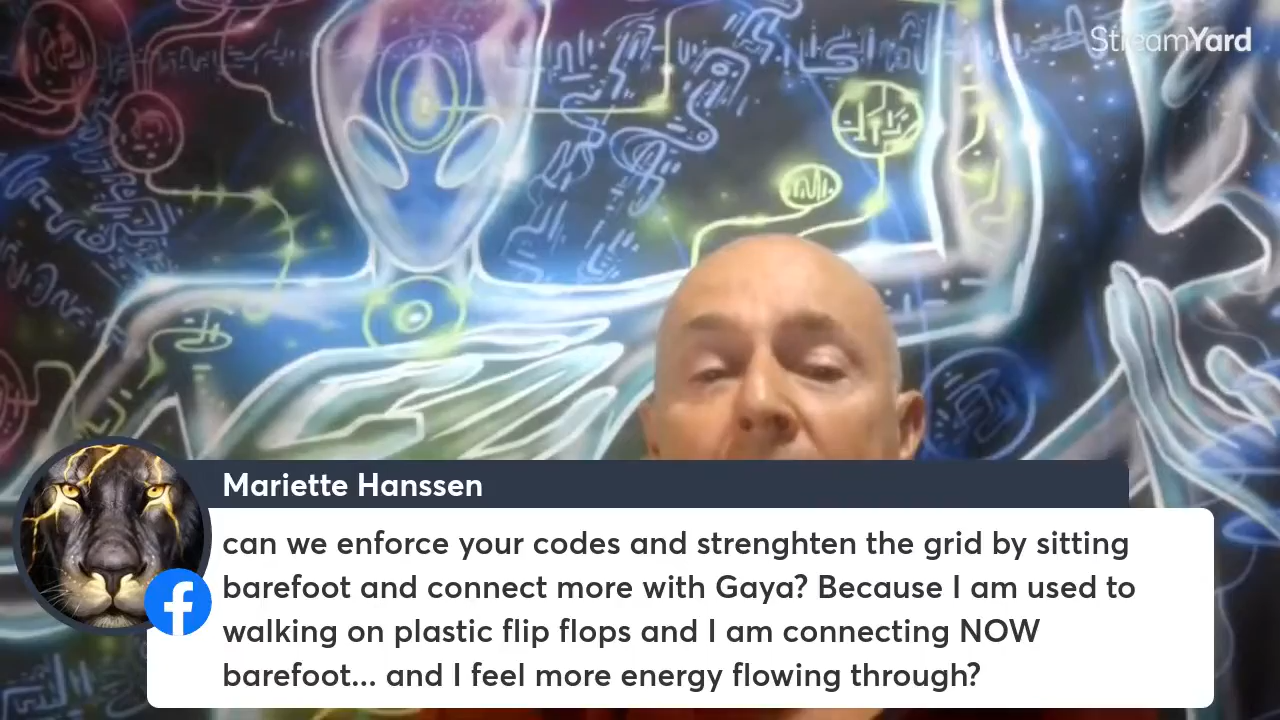 StreamYard
Mariette Hanssen
can we enforce your codes and strenghten the grid by sitting
barefoot and connect more with Gaya? Because I am used to
walking on plastic flip flops and I am connecting NOW
barefoot... and I feel more energy flowing through?